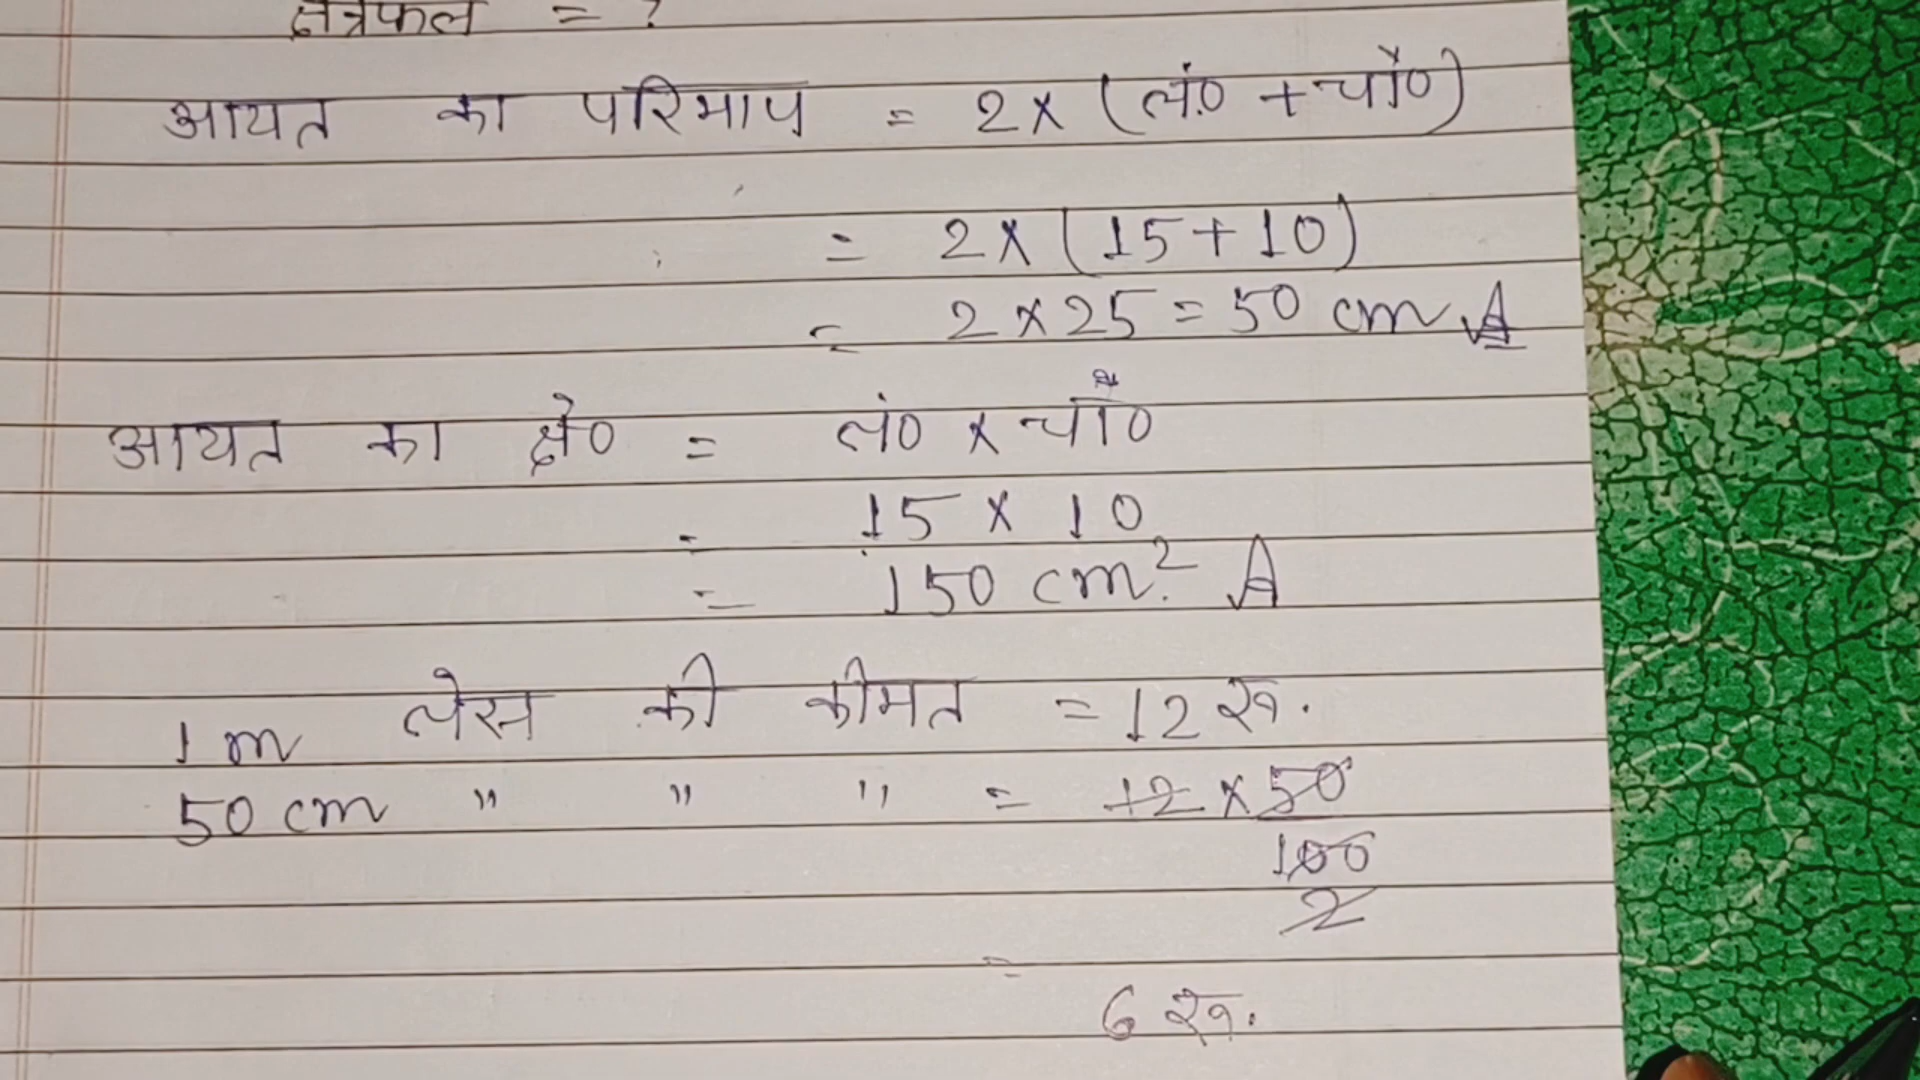 क्षेत्रफल = ?
आयत का परिमाप = 2 x (लं० + चौ०)
= 2 x (15 + 10)
= 2 x 25 = 50 cm A
आयत का क्षे० = लं० x चौ०
= 15 x 10
= 150 cm². A
1 m लेस की कीमत = 12 रु.
50 cm " " " = 12 x 50
100
2
= 6 रु.